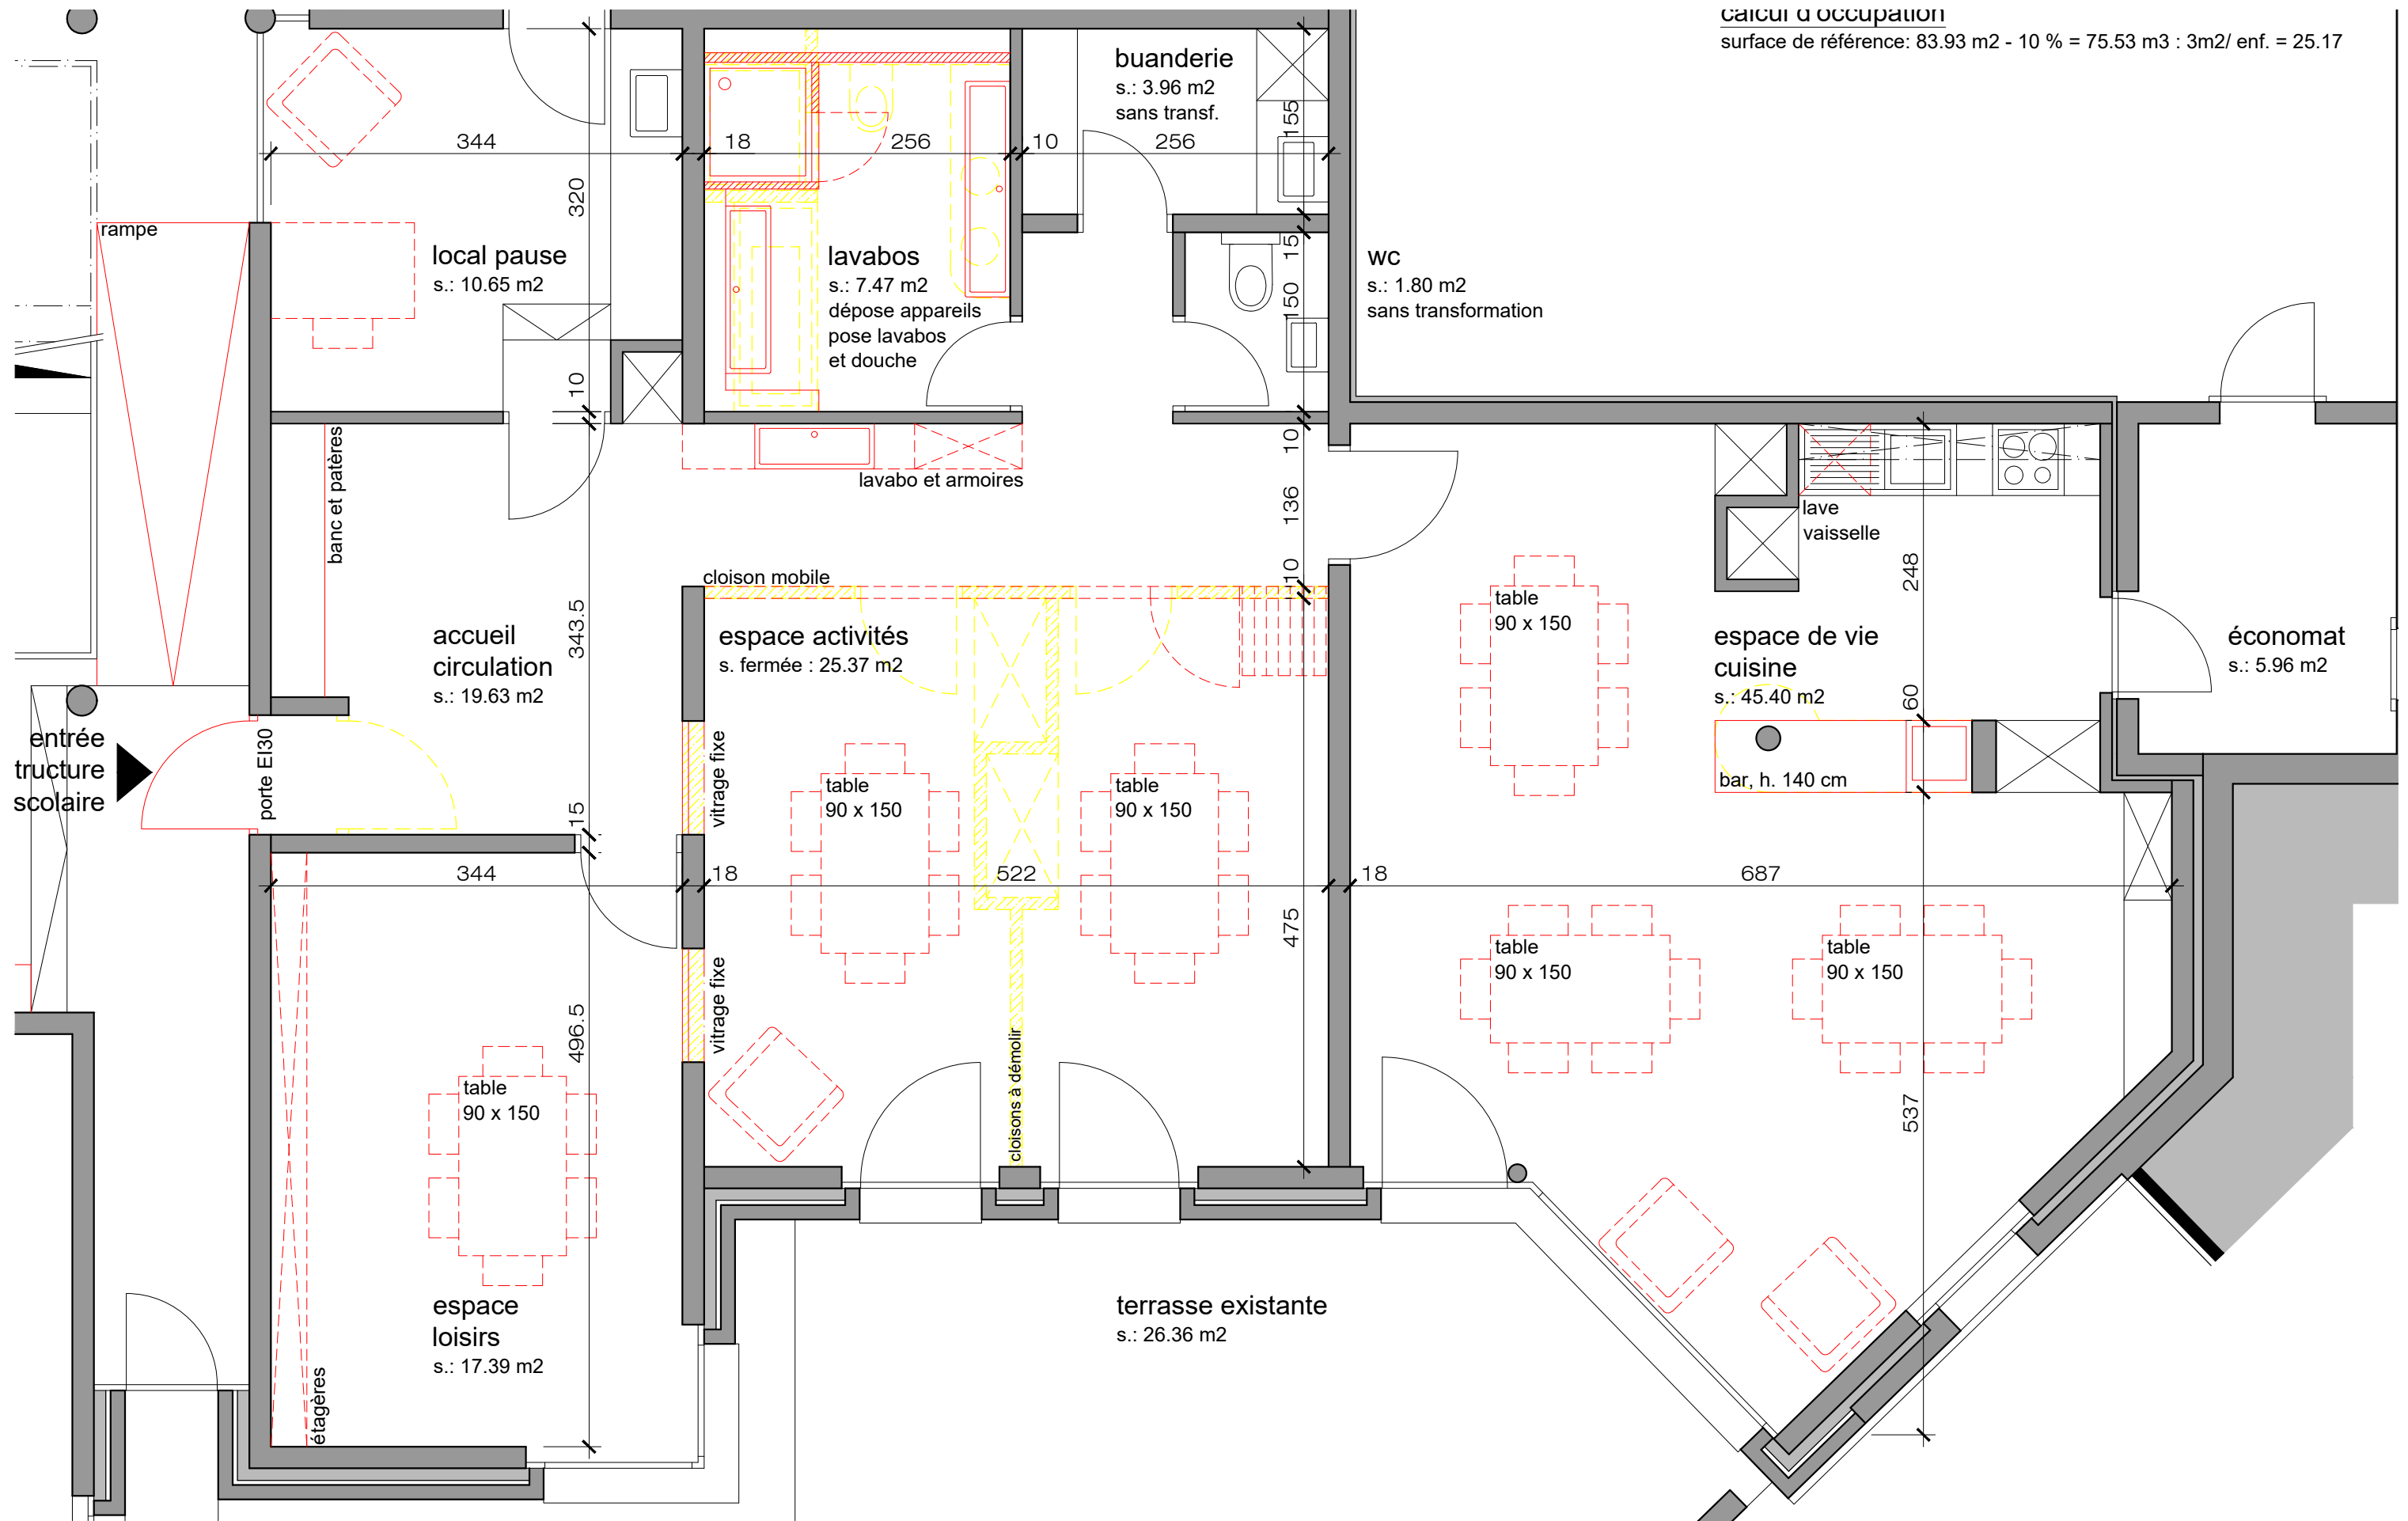 calcul d'occupation
surface de référence: 83.93 m2 - 10 % = 75.53 m3 : 3m2/ enf. = 25.17
buanderie
s.: 3.96 m2
sans transf.
155
344
18
256
10
256
320
rampe
local pause
s.: 10.65 m2
lavabos
s.: 7.47 m2
dépose appareils
pose lavabos
et douche
15
150
wc
s.: 1.80 m2
sans transformation
10
banc et patères
lavabo et armoires
10
136
10
lave
vaisselle
248
cloison mobile
343.5
accueil
circulation
s.: 19.63 m2
espace activités
s. fermée : 25.37 m2
table
90 x 150
espace de vie
cuisine
s.: 45.40 m2
60
économat
s.: 5.96 m2
entrée
tructure
scolaire
porte EI30
15
vitrage fixe
table
90 x 150
table
90 x 150
bar, h. 140 cm
344
18
522
18
687
475
496.5
vitrage fixe
cloisons à démolir
table
90 x 150
table
90 x 150
table
90 x 150
537
espace
loisirs
s.: 17.39 m2
étagères
terrasse existante
s.: 26.36 m2